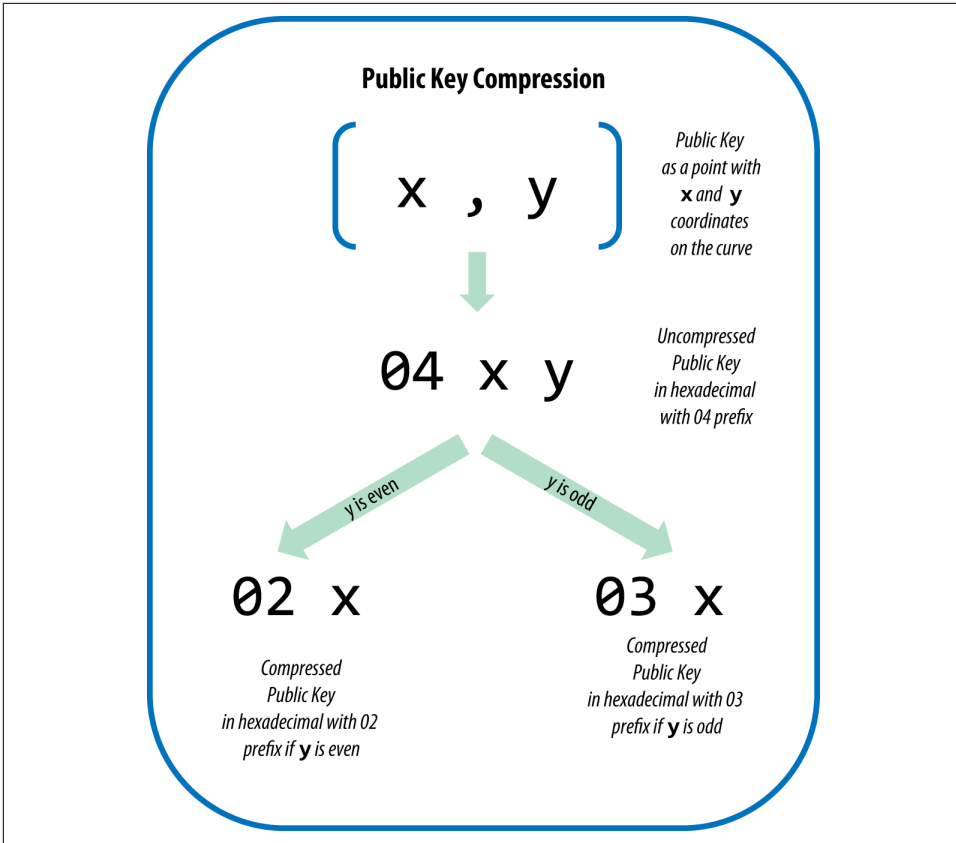 Public Key Compression
x , y
Public Key
as a point with
x and y
coordinates
on the curve
04 x y
Uncompressed
Public Key
in hexadecimal
with 04 prefix
y is even
y is odd
02 x
03 x
Compressed
Public Key
in hexadecimal with 02
prefix if y is even
Compressed
Public Key
in hexadecimal with 03
prefix if y is odd